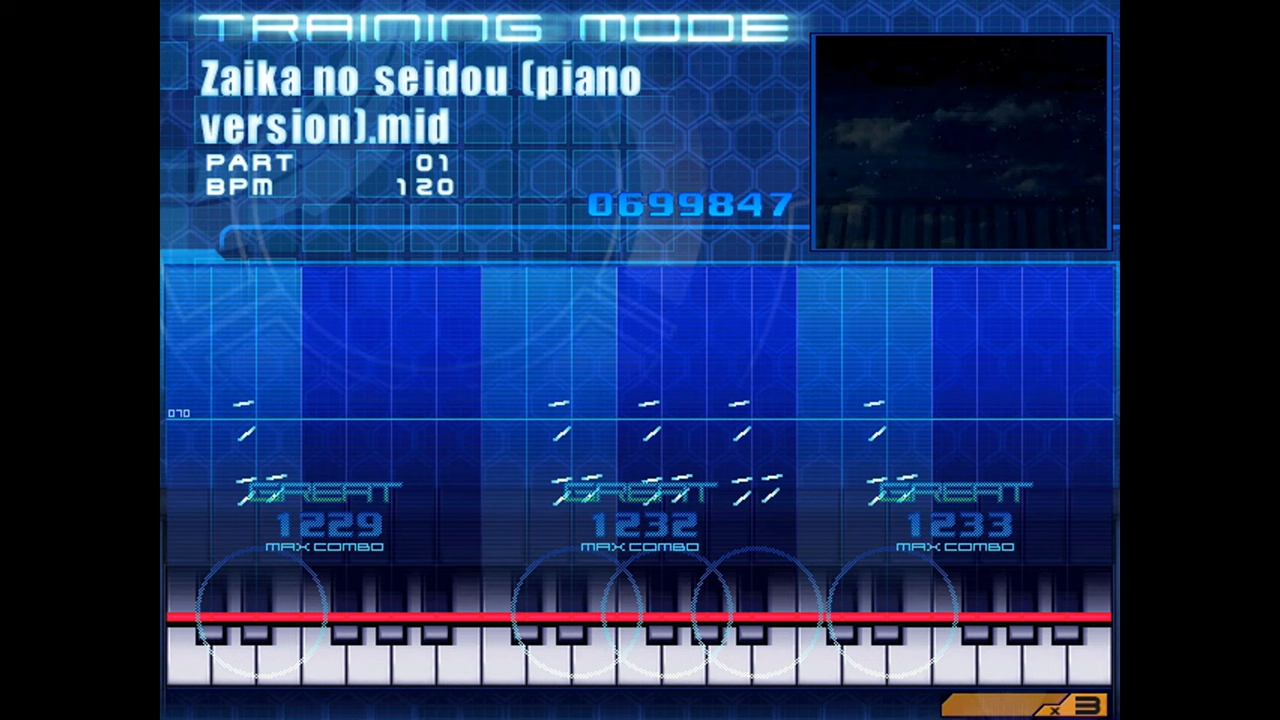 TRAINING MODE
Zaika no seidou (piano
version).mid
PART 01
BPM 120
0699847
070
GREAT GREAT GREAT
1229 1232 1233
MAX COMBO MAX COMBO MAX COMBO
x 3